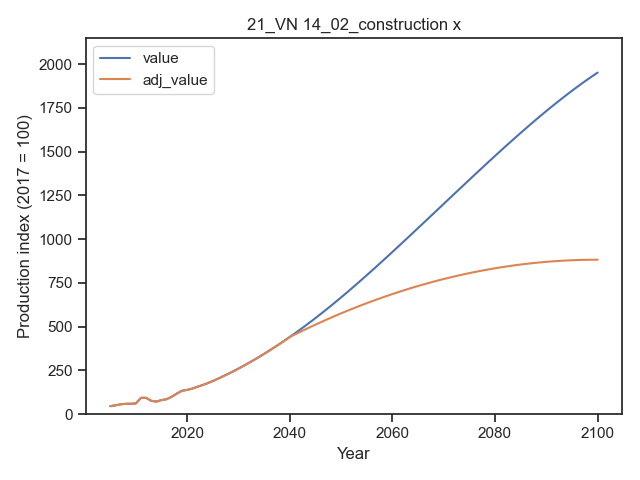 21_VN 14_02_construction x
value
adj_value
Production index (2017 = 100)
2000
1750
1500
1250
1000
750
500
250
0
2020 2040 2060 2080 2100
Year